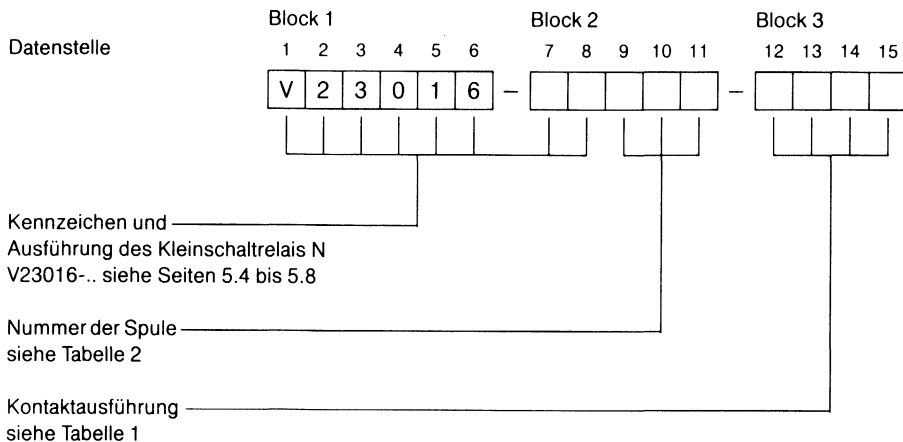 Block 1 Block 2 Block 3
Datenstelle 1 2 3 4 5 6 7 8 9 10 11 12 13 14 15
V 2 3 0 1 6 – –
Kennzeichen und
Ausführung des Kleinschaltrelais N
V23016-.. siehe Seiten 5.4 bis 5.8
Nummer der Spule
siehe Tabelle 2
Kontaktausführung
siehe Tabelle 1